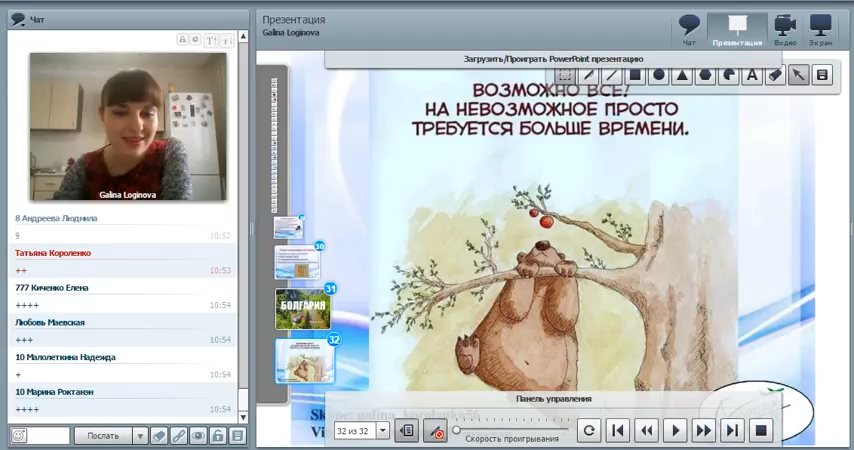 Чат
Galina Loginova
8 Андреева Людмила
9 10:52
Татьяна Короленко
++ 10:53
777 Киченко Елена
++++ 10:54
Любовь Маевская
+++ 10:54
10 Малолеткина Надежда
+ 10:54
10 Марина Роктанэн
++++ 10:54
Послать
Презентация
Galina Loginova
Чат
Презентация
Видео
Экран
Загрузить/Проиграть PowerPoint презентацию
ВОЗМОЖНО ВСЕ!
НА НЕВОЗМОЖНОЕ ПРОСТО
ТРЕБУЕТСЯ БОЛЬШЕ ВРЕМЕНИ.
30
31
БОЛГАРИЯ
32
Панель управления
32 из 32
Скорость проигрывания